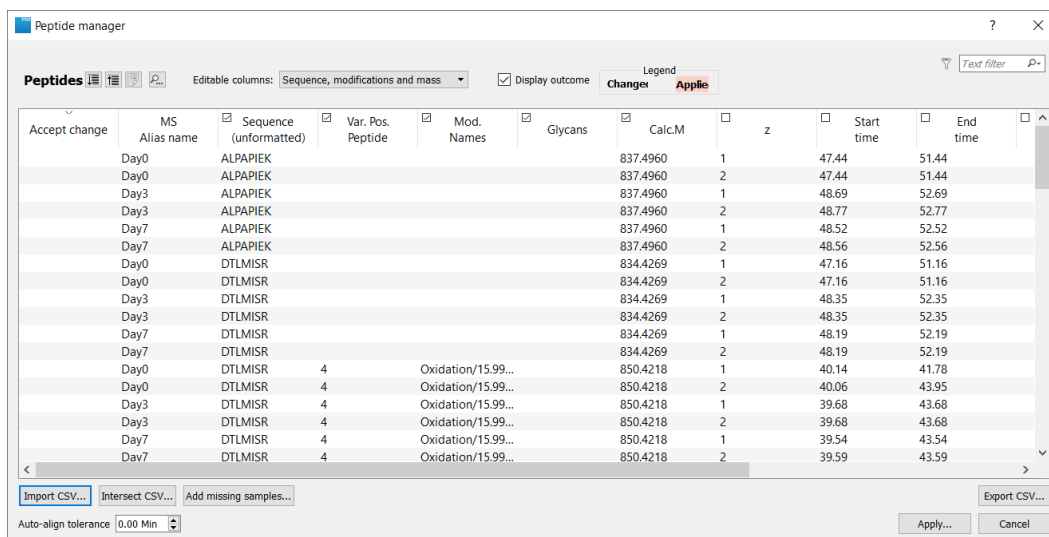 Peptide manager ? ×
Peptides Editable columns: Sequence, modifications and mass Display outcome Legend Text filter
Change Applie
Accept change MS Alias name Sequence (unformatted) Var. Pos. Peptide Mod. Names Glycans Calc.M z Start time End time
Day0 ALPAPIEK 837.4960 1 47.44 51.44
Day0 ALPAPIEK 837.4960 2 47.44 51.44
Day3 ALPAPIEK 837.4960 1 48.69 52.69
Day3 ALPAPIEK 837.4960 2 48.77 52.77
Day7 ALPAPIEK 837.4960 1 48.52 52.52
Day7 ALPAPIEK 837.4960 2 48.56 52.56
Day0 DTLMISR 834.4269 1 47.16 51.16
Day0 DTLMISR 834.4269 2 47.16 51.16
Day3 DTLMISR 834.4269 1 48.35 52.35
Day3 DTLMISR 834.4269 2 48.35 52.35
Day7 DTLMISR 834.4269 1 48.19 52.19
Day7 DTLMISR 834.4269 2 48.19 52.19
Day0 DTLMISR 4 Oxidation/15.99... 850.4218 1 40.14 41.78
Day0 DTLMISR 4 Oxidation/15.99... 850.4218 2 40.06 43.95
Day3 DTLMISR 4 Oxidation/15.99... 850.4218 1 39.68 43.68
Day3 DTLMISR 4 Oxidation/15.99... 850.4218 2 39.68 43.68
Day7 DTLMISR 4 Oxidation/15.99... 850.4218 1 39.54 43.54
Day7 DTLMISR 4 Oxidation/15.99... 850.4218 2 39.59 43.59
Import CSV... Intersect CSV... Add missing samples... Export CSV...
Auto-align tolerance 0.00 Min Apply... Cancel